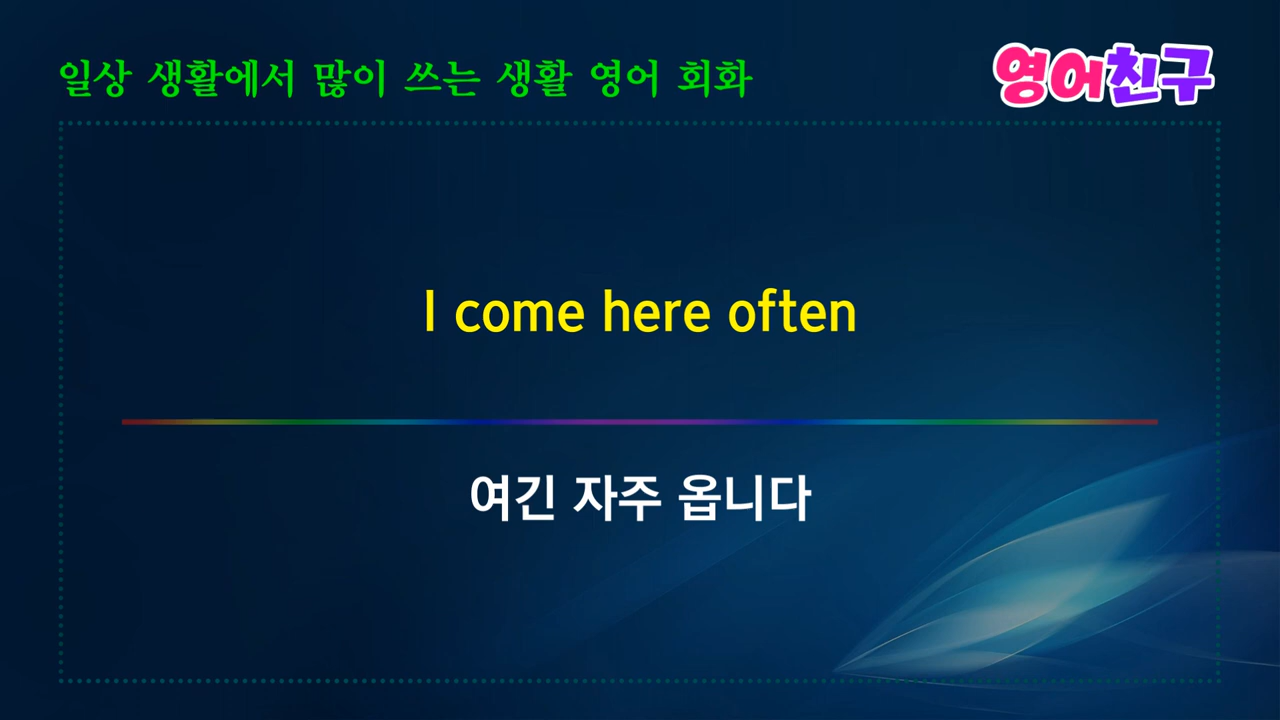 일상 생활에서 많이 쓰는 생활 영어 회화
영어친구
I come here often
여긴 자주 옵니다